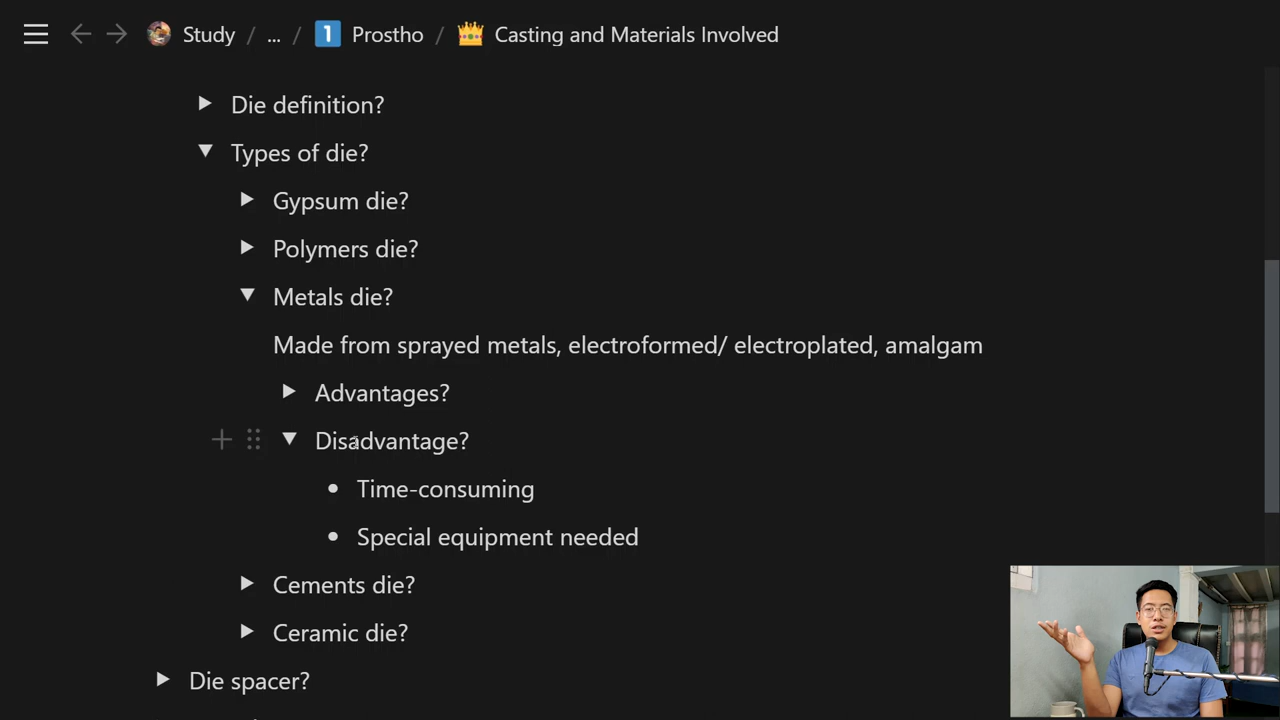 Study / ... / 1 Prostho / Casting and Materials Involved
Die definition?
Types of die?
Gypsum die?
Polymers die?
Metals die?
Made from sprayed metals, electroformed/ electroplated, amalgam
Advantages?
Disadvantage?
Time-consuming
Special equipment needed
Cements die?
Ceramic die?
Die spacer?